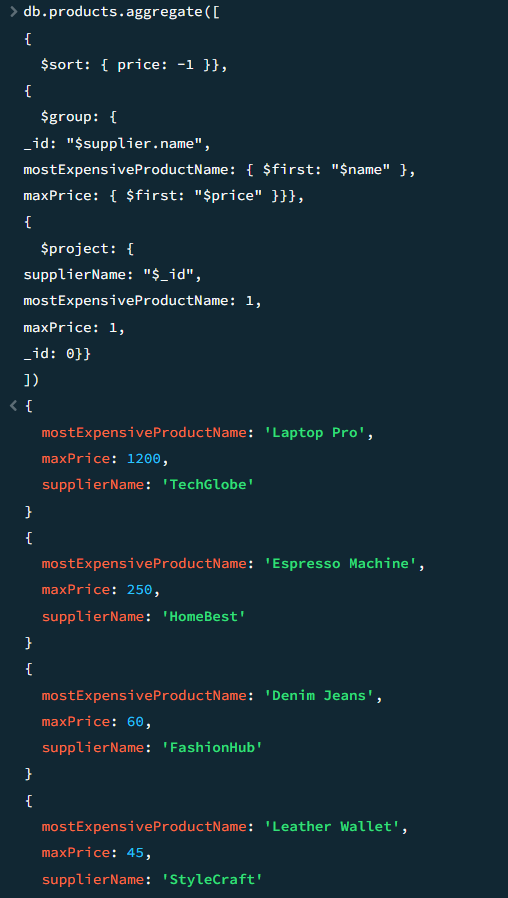 > db.products.aggregate([
{
$sort: { price: -1 }},
{
$group: {
_id: "$supplier.name",
mostExpensiveProductName: { $first: "$name" },
maxPrice: { $first: "$price" }}},
{
$project: {
supplierName: "$_id",
mostExpensiveProductName: 1,
maxPrice: 1,
_id: 0}}
])
< {
mostExpensiveProductName: 'Laptop Pro',
maxPrice: 1200,
supplierName: 'TechGlobe'
}
{
mostExpensiveProductName: 'Espresso Machine',
maxPrice: 250,
supplierName: 'HomeBest'
}
{
mostExpensiveProductName: 'Denim Jeans',
maxPrice: 60,
supplierName: 'FashionHub'
}
{
mostExpensiveProductName: 'Leather Wallet',
maxPrice: 45,
supplierName: 'StyleCraft'